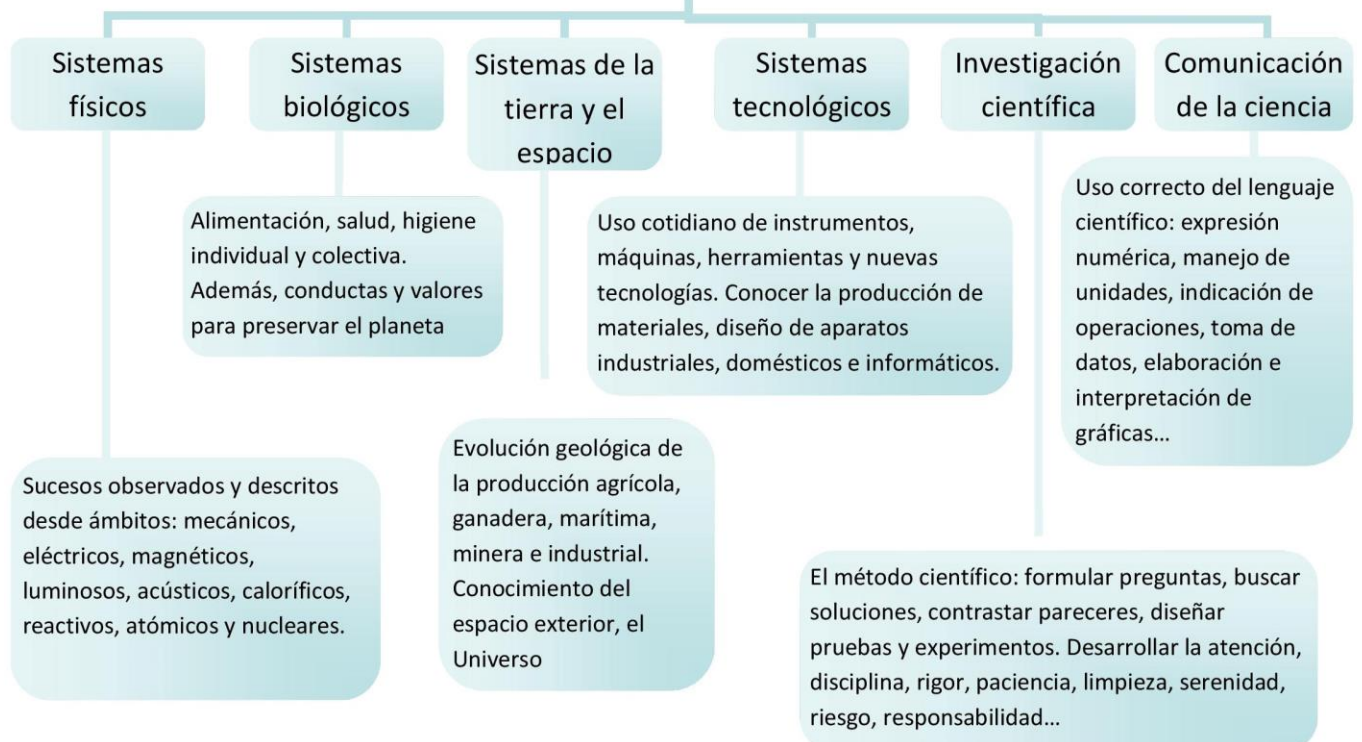 Sistemas
físicos
Sistemas
biológicos
Sistemas de la
tierra y el
espacio
Sistemas
tecnológicos
Investigación
científica
Comunicación
de la ciencia
Alimentación, salud, higiene
individual y colectiva.
Además, conductas y valores
para preservar el planeta
Uso cotidiano de instrumentos,
máquinas, herramientas y nuevas
tecnologías. Conocer la producción de
materiales, diseño de aparatos
industriales, domésticos e informáticos.
Uso correcto del lenguaje
científico: expresión
numérica, manejo de
unidades, indicación de
operaciones, toma de
datos, elaboración e
interpretación de
gráficas…
Sucesos observados y descritos
desde ámbitos: mecánicos,
eléctricos, magnéticos,
luminosos, acústicos, caloríficos,
reactivos, atómicos y nucleares.
Evolución geológica de
la producción agrícola,
ganadera, marítima,
minera e industrial.
Conocimiento del
espacio exterior, el
Universo
El método científico: formular preguntas, buscar
soluciones, contrastar pareceres, diseñar
pruebas y experimentos. Desarrollar la atención,
disciplina, rigor, paciencia, limpieza, serenidad,
riesgo, responsabilidad…